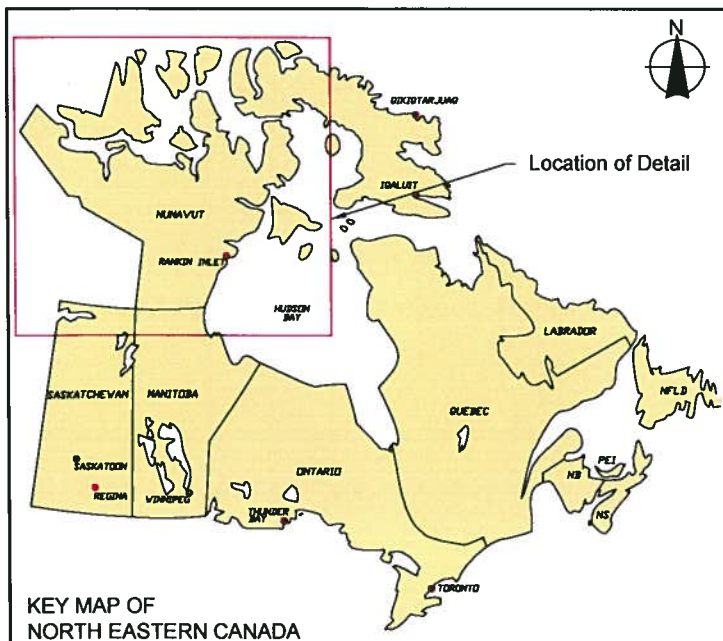 N
QIKIQTARJUAQ
Location of Detail
IQALUIT
NUNAVUT
RANKIN INLET
HUDSON
BAY
LABRADOR
SASKATCHEWAN
MANITOBA
NFLD
QUEBEC
PEI
SASKATOON
ONTARIO
NB
REGINA
WINNIPEG
THUNDER
BAY
NS
TORONTO
KEY MAP OF
NORTH EASTERN CANADA